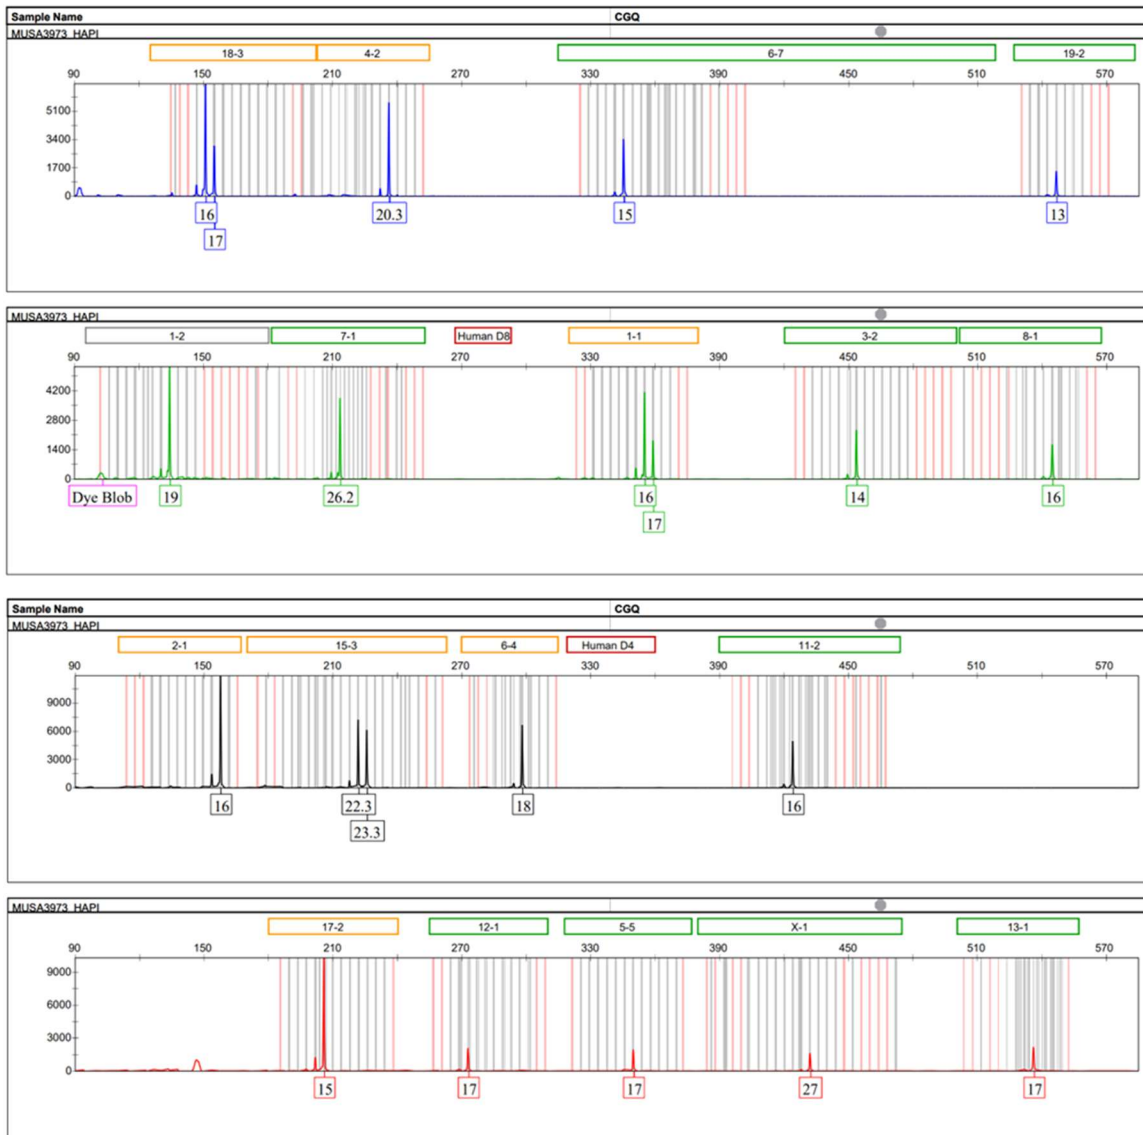 Sample Name CGQ
MUSA3973_HAPI
18-3 4-2 6-7 19-2
90 150 210 270 330 390 450 510 570
5100
3400
1700
0
16 20.3 15 13
17
MUSA3973_HAPI
1-2 7-1 Human D8 1-1 3-2 8-1
90 150 210 270 330 390 450 510 570
4200
2800
1400
0
Dye Blob 19 26.2 16 14 16
17
Sample Name CGQ
MUSA3973_HAPI
2-1 15-3 6-4 Human D4 11-2
90 150 210 270 330 390 450 510 570
9000
6000
3000
0
16 22.3 18 16
23.3
MUSA3973_HAPI
17-2 12-1 5-5 X-1 13-1
90 150 210 270 330 390 450 510 570
9000
6000
3000
0
15 17 17 27 17